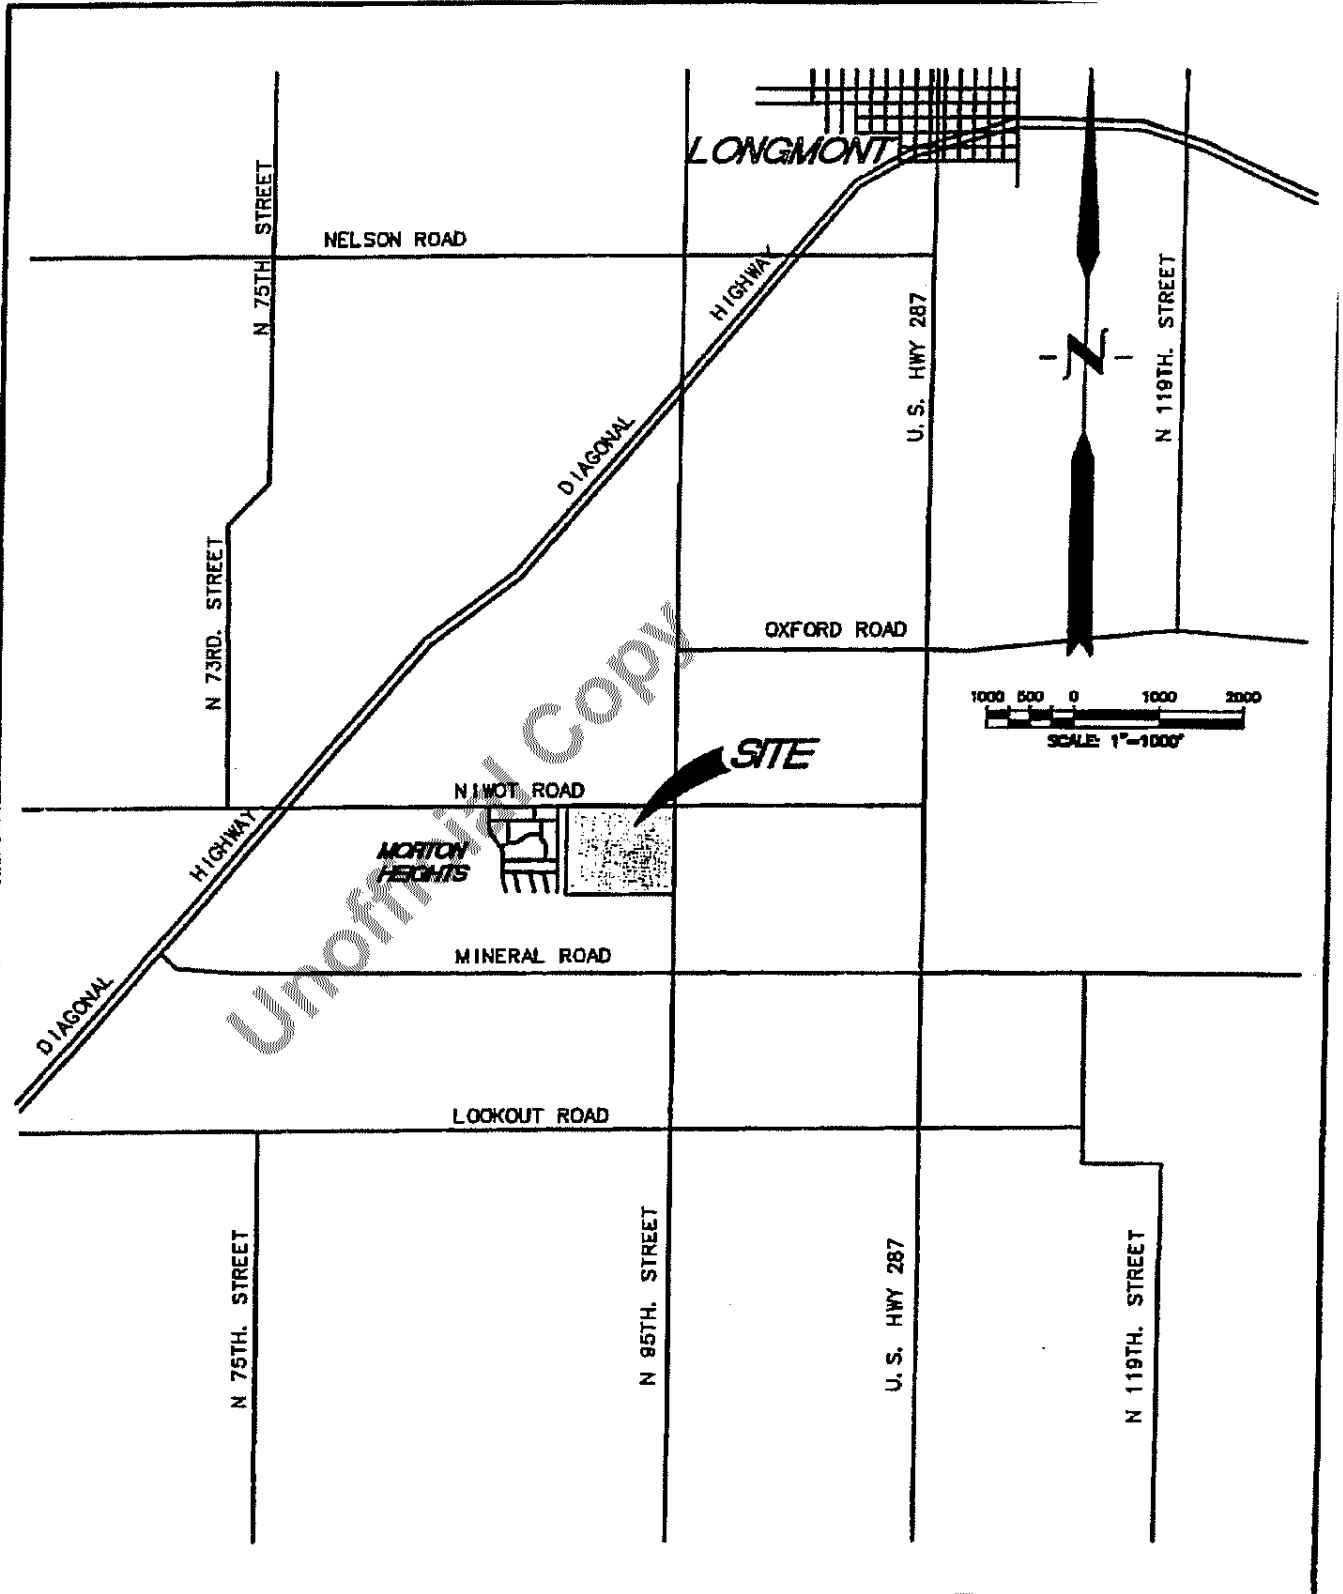 LONGMONT
N 75TH STREET
NELSON ROAD
HIGHWAY
U.S. HWY 287
N
N 119TH. STREET
DIAGONAL
N 73RD. STREET
OXFORD ROAD
1000 500 0 1000 2000
SCALE: 1"=1000'
SITE
NIWOT ROAD
HIGHWAY
MORTON
HEIGHTS
Unofficial Copy
MINERAL ROAD
DIAGONAL
LOOKOUT ROAD
N 75TH. STREET
N 95TH. STREET
U.S. HWY 287
N 119TH. STREET